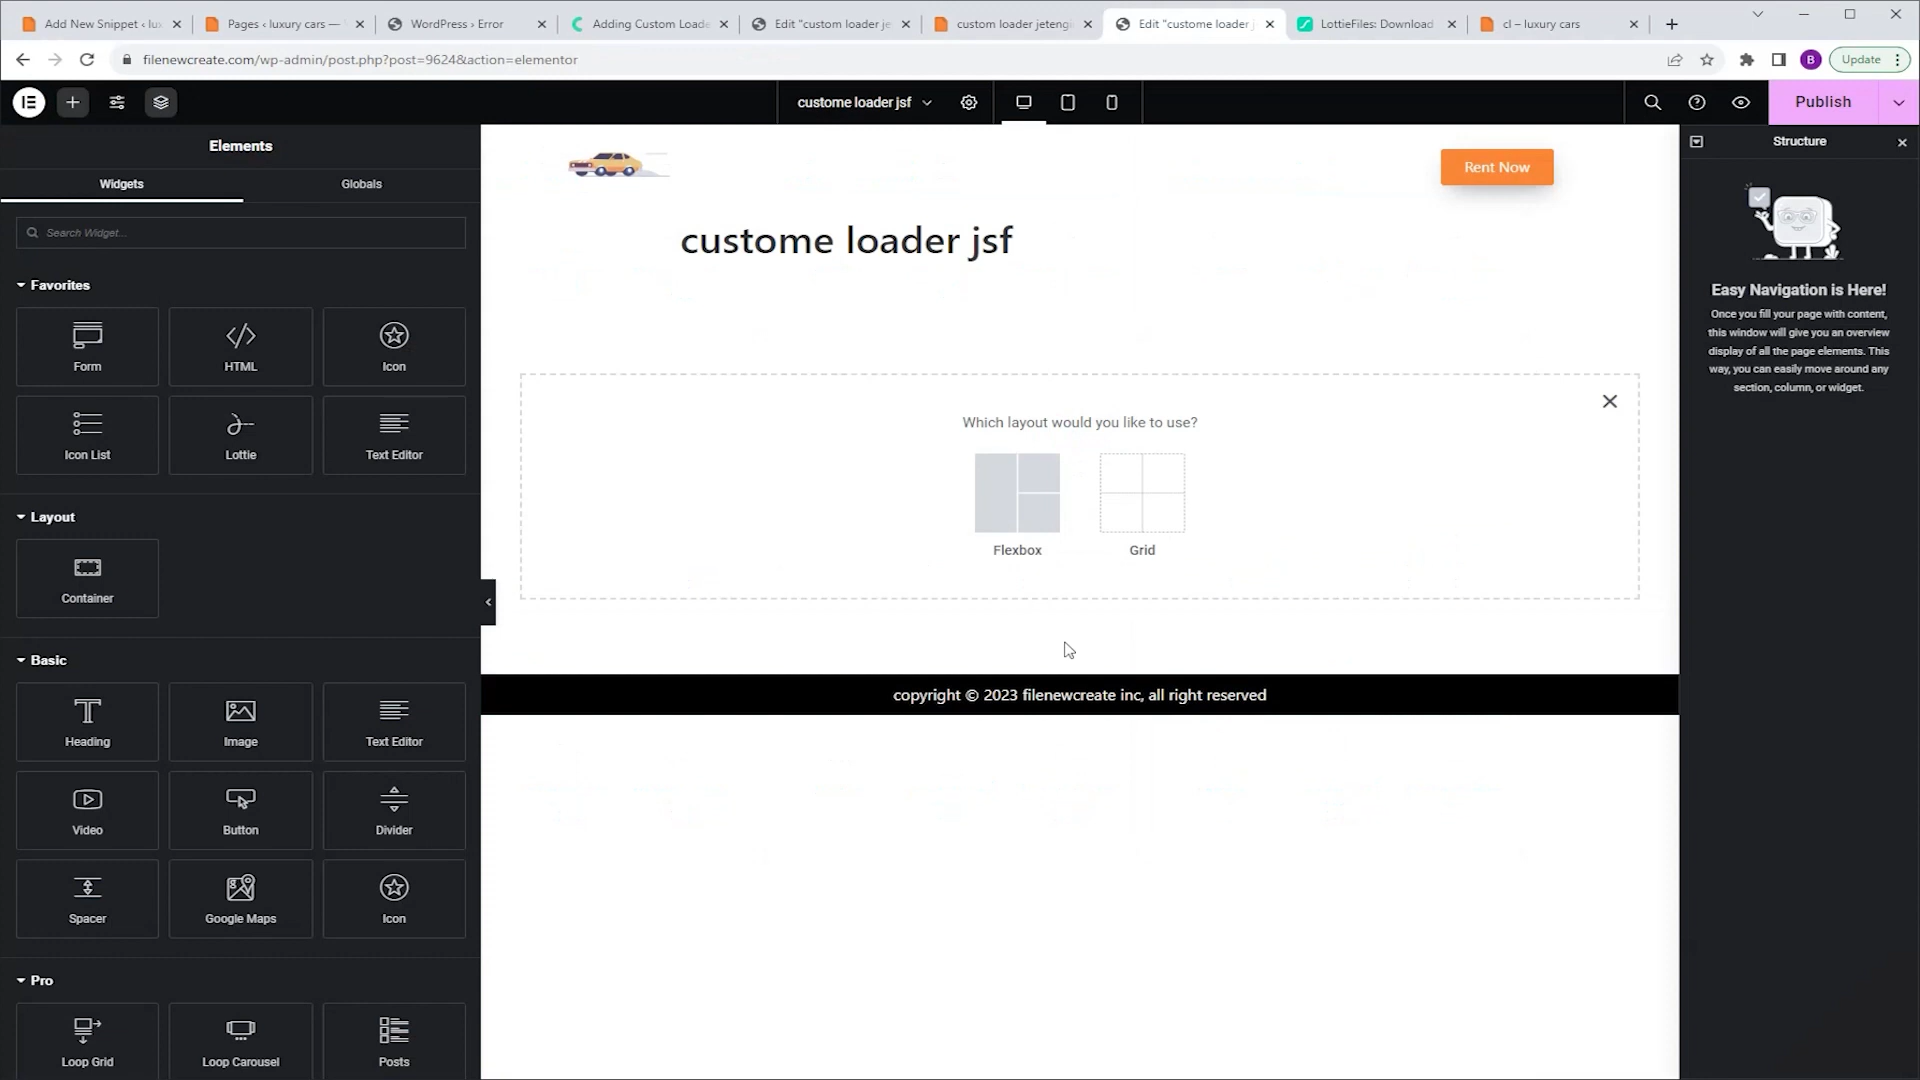 Add New Snippet ‹ lux
Pages ‹ luxury cars —
WordPress › Error
Adding Custom Loade
Edit "custom loader je
custom loader jetengi
Edit "custome loader j
LottieFiles: Download
cl – luxury cars
filenewcreate.com/wp-admin/post.php?post=9624&action=elementor
B
Update
custome loader jsf
Publish
Elements
Widgets
Globals
Search Widget...
Favorites
Form
HTML
Icon
Icon List
Lottie
Text Editor
Layout
Container
Basic
Heading
Image
Text Editor
Video
Button
Divider
Spacer
Google Maps
Icon
Pro
Loop Grid
Loop Carousel
Posts
Rent Now
custome loader jsf
Which layout would you like to use?
Flexbox
Grid
copyright © 2023 filenewcreate inc, all right reserved
Structure
Easy Navigation is Here!
Once you fill your page with content,
this window will give you an overview
display of all the page elements. This
way, you can easily move around any
section, column, or widget.